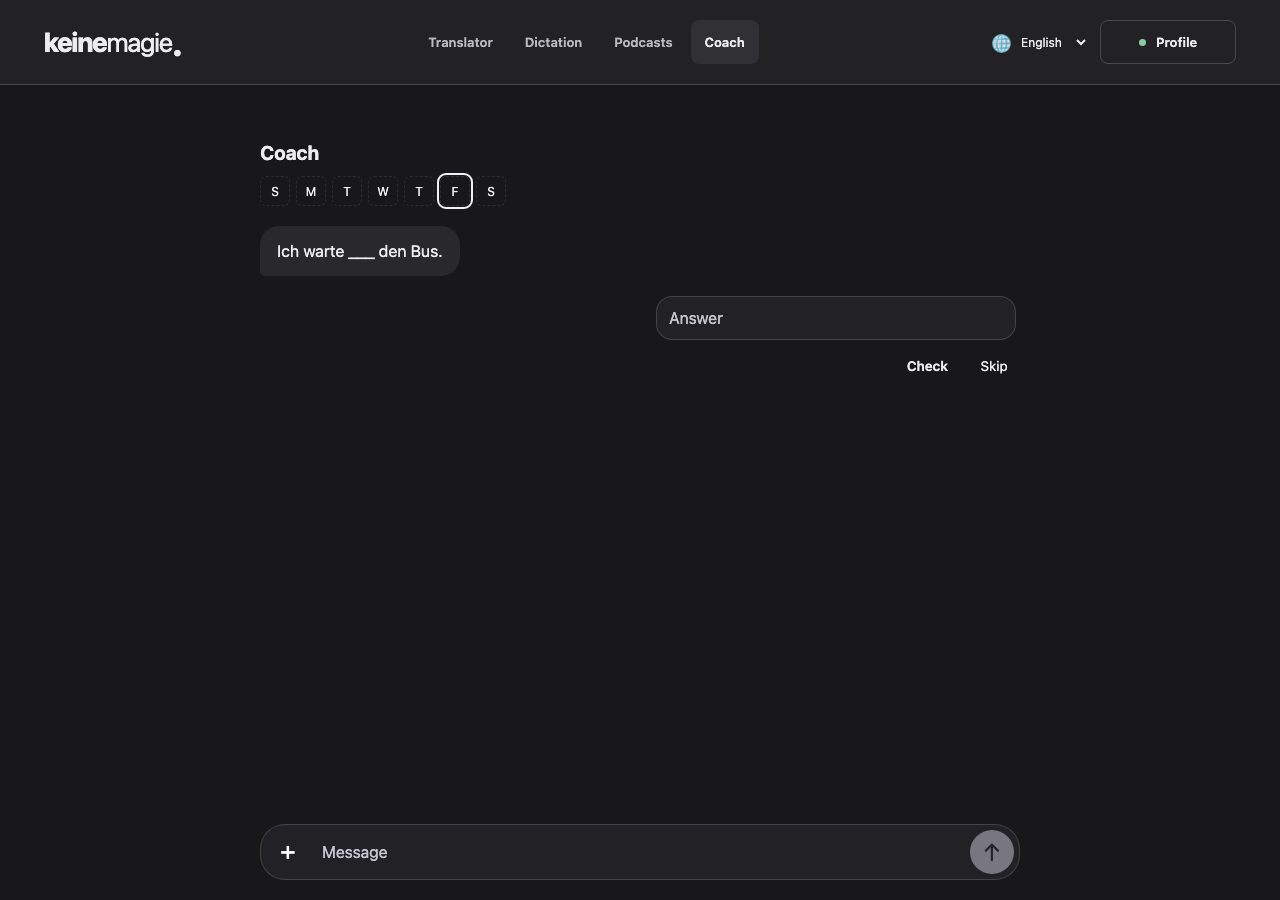 keinemagie.
Translator Dictation Podcasts Coach
English
Profile
Coach
S M T W T F S
Ich warte ___ den Bus.
Answer
Check Skip
Message